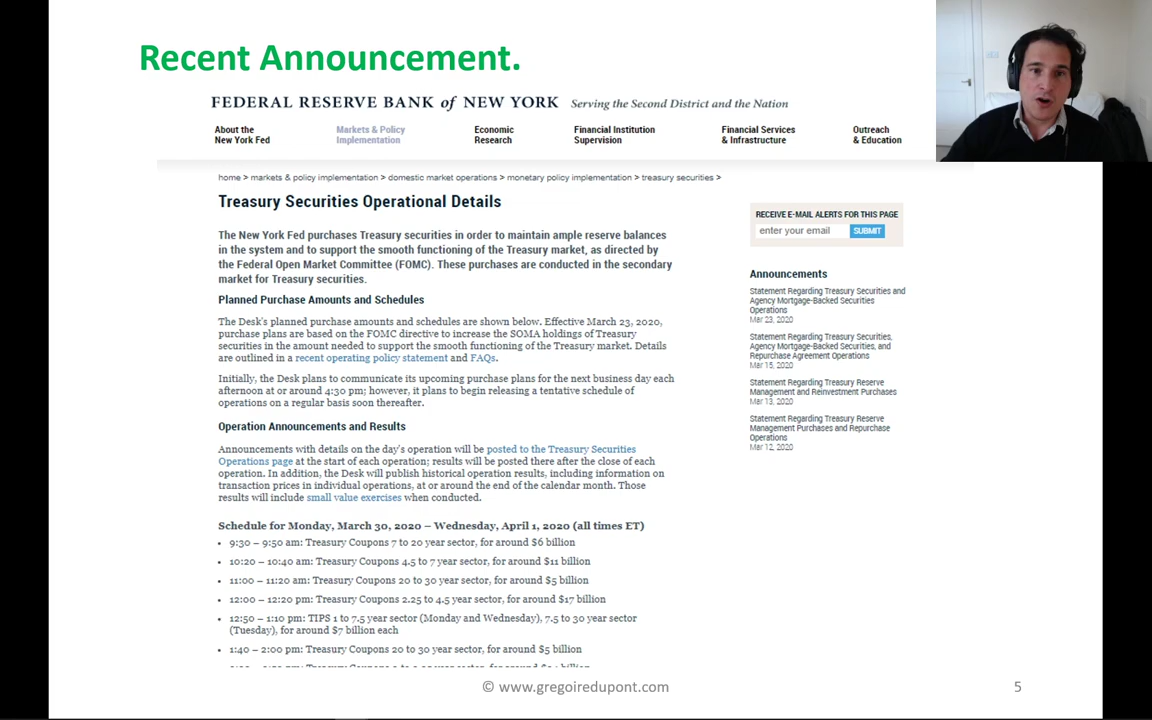 Recent Announcement.
FEDERAL RESERVE BANK of NEW YORK Serving the Second District and the Nation
About the
New York Fed
Markets & Policy
Implementation
Economic
Research
Financial Institution
Supervision
Financial Services
& Infrastructure
Outreach
& Education
home > markets & policy implementation > domestic market operations > monetary policy implementation > treasury securities >
Treasury Securities Operational Details
The New York Fed purchases Treasury securities in order to maintain ample reserve balances
in the system and to support the smooth functioning of the Treasury market, as directed by
the Federal Open Market Committee (FOMC). These purchases are conducted in the secondary
market for Treasury securities.
Planned Purchase Amounts and Schedules
The Desk's planned purchase amounts and schedules are shown below. Effective March 23, 2020,
purchase plans are based on the FOMC directive to increase the SOMA holdings of Treasury
securities in the amount needed to support the smooth functioning of the Treasury market. Details
are outlined in a recent operating policy statement and FAQs.
Initially, the Desk plans to communicate its upcoming purchase plans for the next business day each
afternoon at or around 4:30 pm; however, it plans to begin releasing a tentative schedule of
operations on a regular basis soon thereafter.
Operation Announcements and Results
Announcements with details on the day's operation will be posted to the Treasury Securities
Operations page at the start of each operation; results will be posted there after the close of each
operation. In addition, the Desk will publish historical operation results, including information on
transaction prices in individual operations, at or around the end of the calendar month. Those
results will include small value exercises when conducted.
Schedule for Monday, March 30, 2020 – Wednesday, April 1, 2020 (all times ET)
• 9:30 – 9:50 am: Treasury Coupons 7 to 20 year sector, for around $6 billion
• 10:20 – 10:40 am: Treasury Coupons 4.5 to 7 year sector, for around $11 billion
• 11:00 – 11:20 am: Treasury Coupons 20 to 30 year sector, for around $5 billion
• 12:00 – 12:20 pm: Treasury Coupons 2.25 to 4.5 year sector, for around $17 billion
• 12:50 – 1:10 pm: TIPS 1 to 7.5 year sector (Monday and Wednesday), 7.5 to 30 year sector
(Tuesday), for around $7 billion each
• 1:40 – 2:00 pm: Treasury Coupons 20 to 30 year sector, for around $5 billion
RECEIVE E-MAIL ALERTS FOR THIS PAGE
enter your email SUBMIT
Announcements
Statement Regarding Treasury Securities and
Agency Mortgage-Backed Securities
Operations
Mar 23, 2020
Statement Regarding Treasury Securities,
Agency Mortgage-Backed Securities, and
Repurchase Agreement Operations
Mar 15, 2020
Statement Regarding Treasury Reserve
Management and Reinvestment Purchases
Mar 13, 2020
Statement Regarding Treasury Reserve
Management Purchases and Repurchase
Operations
Mar 12, 2020
© www.gregoiredupont.com
5